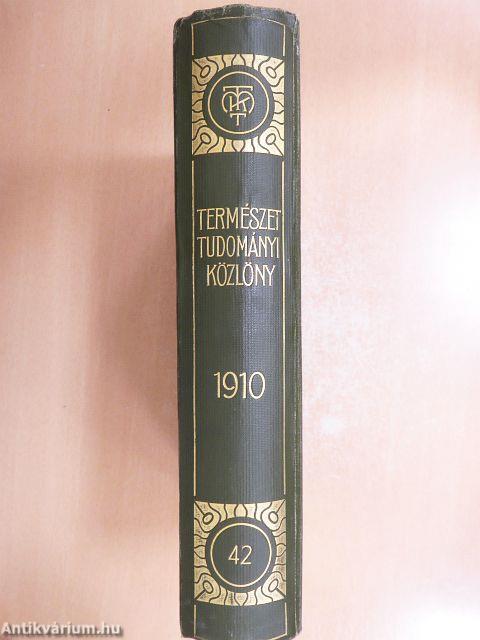 TERMÉSZET
TUDOMÁNYI
KÖZLÖNY
1910
42
Antikvárium.hu